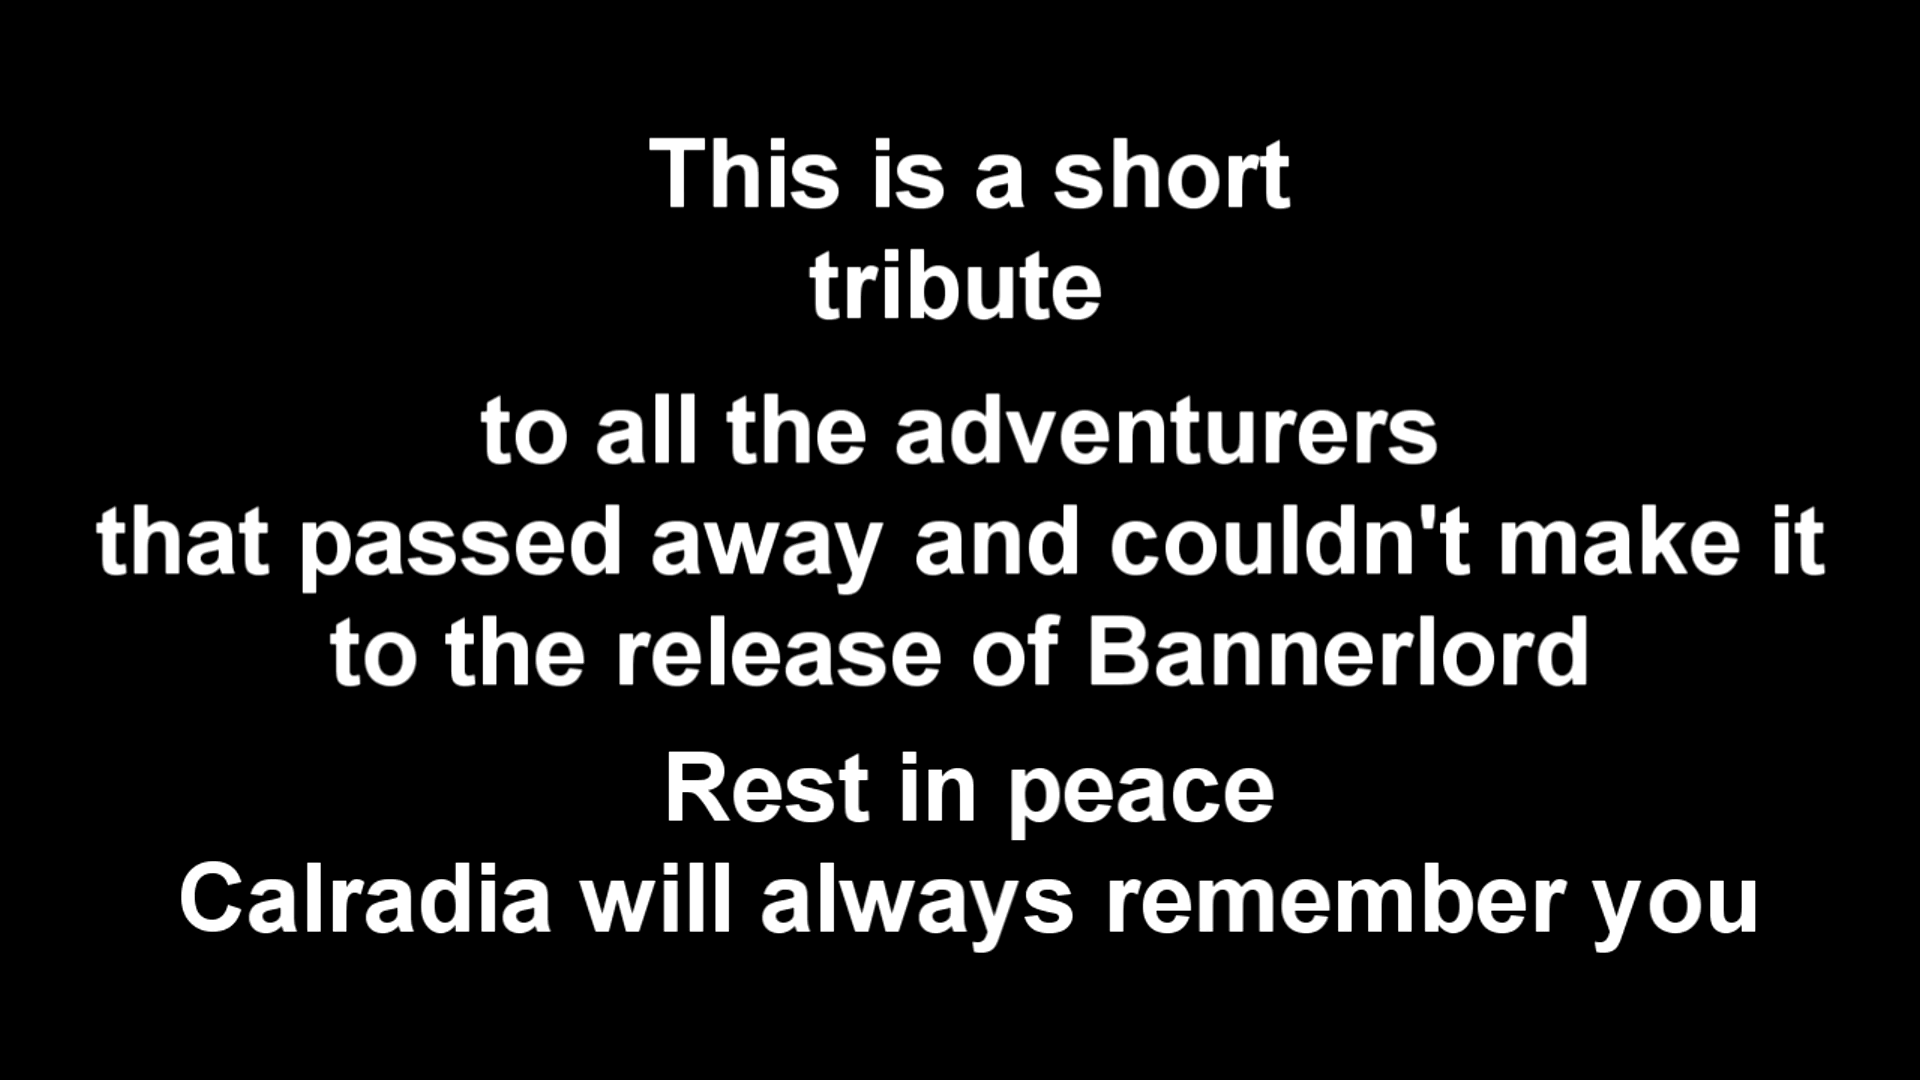 This is a short
tribute
to all the adventurers
that passed away and couldn't make it
to the release of Bannerlord
Rest in peace
Calradia will always remember you